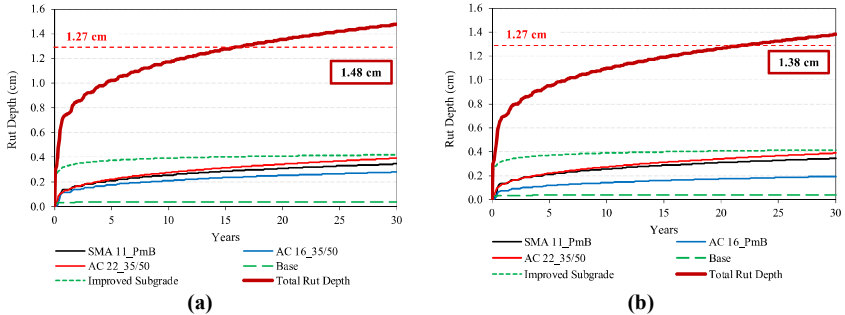 1.6
1.4
1.27 cm
1.2
1.0
1.48 cm
0.8
0.6
0.4
0.2
0.0
Rut Depth (cm)
0 5 10 15 20 25 30
Years
SMA 11_PmB AC 16_35/50
AC 22_35/50 Base
Improved Subgrade Total Rut Depth
(a)
1.6
1.4
1.27 cm
1.2
1.0
1.38 cm
0.8
0.6
0.4
0.2
0.0
Rut Depth (cm)
0 5 10 15 20 25 30
Years
SMA 11_PmB AC 16_PmB
AC 22_35/50 Base
Improved Subgrade Total Rut Depth
(b)